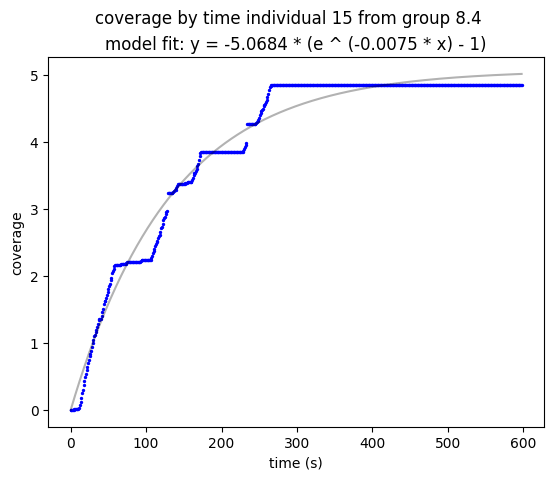 coverage by time individual 15 from group 8.4
model fit: y = -5.0684 * (e ^ (-0.0075 * x) - 1)
5
4
3
2
1
0
coverage
0 100 200 300 400 500 600
time (s)